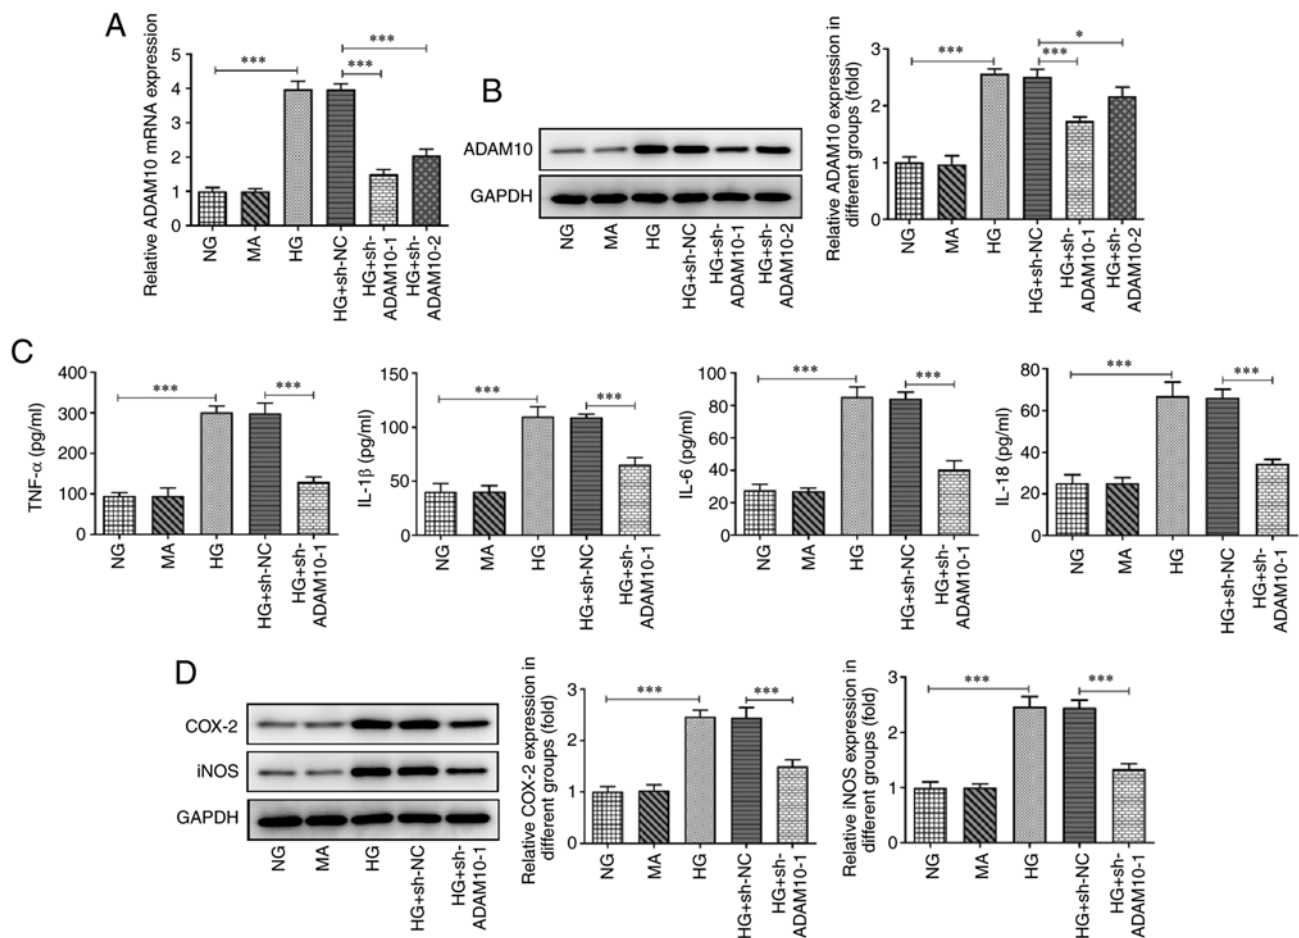 A
Relative ADAM10 mRNA expression
5
4
3
2
1
0
***
***
***
NG
MA
HG
HG+sh-NC
HG+sh-
ADAM10-1
HG+sh-
ADAM10-2
B
ADAM10
GAPDH
NG
MA
HG
HG+sh-NC
HG+sh-
ADAM10-1
HG+sh-
ADAM10-2
Relative ADAM10 expression in
different groups (fold)
3
2
1
0
***
***
*
NG
MA
HG
HG+sh-NC
HG+sh-
ADAM10-1
HG+sh-
ADAM10-2
C
TNF-α (pg/ml)
400
300
200
100
0
***
***
NG
MA
HG
HG+sh-NC
HG+sh-
ADAM10-1
IL-1β (pg/ml)
150
100
50
0
***
***
NG
MA
HG
HG+sh-NC
HG+sh-
ADAM10-1
IL-6 (pg/ml)
100
80
60
40
20
0
***
***
NG
MA
HG
HG+sh-NC
HG+sh-
ADAM10-1
IL-18 (pg/ml)
80
60
40
20
0
***
***
NG
MA
HG
HG+sh-NC
HG+sh-
ADAM10-1
D
COX-2
iNOS
GAPDH
NG
MA
HG
HG+sh-NC
HG+sh-
ADAM10-1
Relative COX-2 expression in
different groups (fold)
3
2
1
0
***
***
NG
MA
HG
HG+sh-NC
HG+sh-
ADAM10-1
Relative iNOS expression in
different groups (fold)
3
2
1
0
***
***
NG
MA
HG
HG+sh-NC
HG+sh-
ADAM10-1